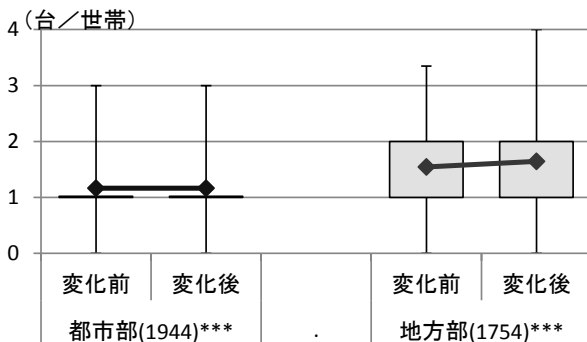 (台／世帯)
4
3
2
1
0
変化前 変化後 変化前 変化後
都市部(1944)*** . 地方部(1754)***